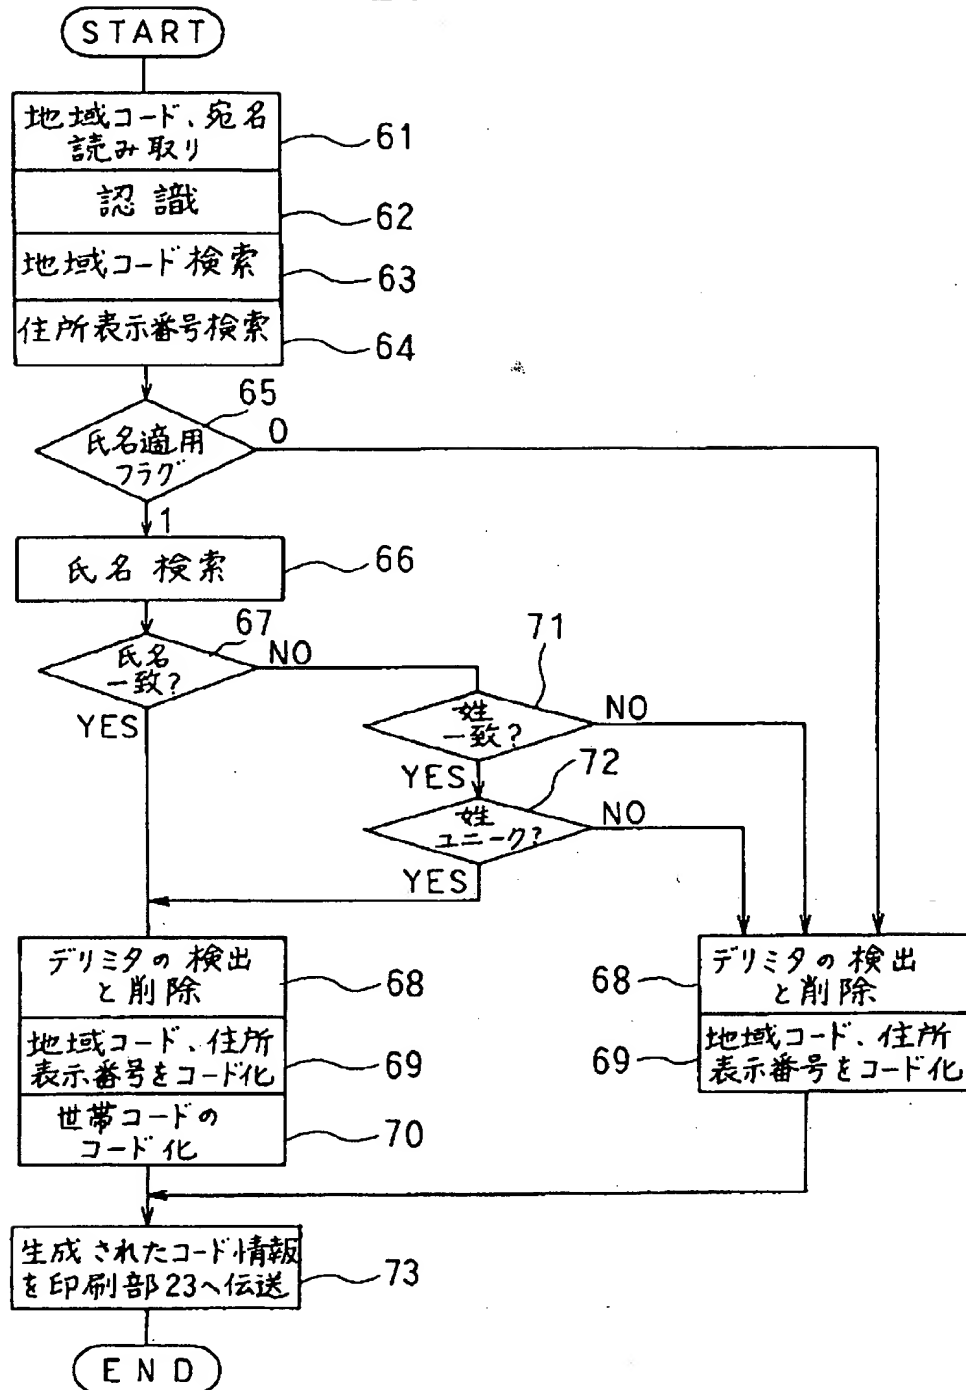 START
地域コード、宛名
読み取り
61
認識
62
地域コード検索
63
住所表示番号検索
64
65
氏名適用
フラグ
0
1
氏名検索
66
67
氏名
一致?
NO
YES
71
姓
一致?
NO
YES
72
姓
ユニーク?
NO
YES
デリミタの検出
と削除
68
地域コード、住所
表示番号をコード化
69
世帯コードの
コード化
70
68
デリミタの検出
と削除
69
地域コード、住所
表示番号をコード化
生成されたコード情報
を印刷部23へ伝送
73
END